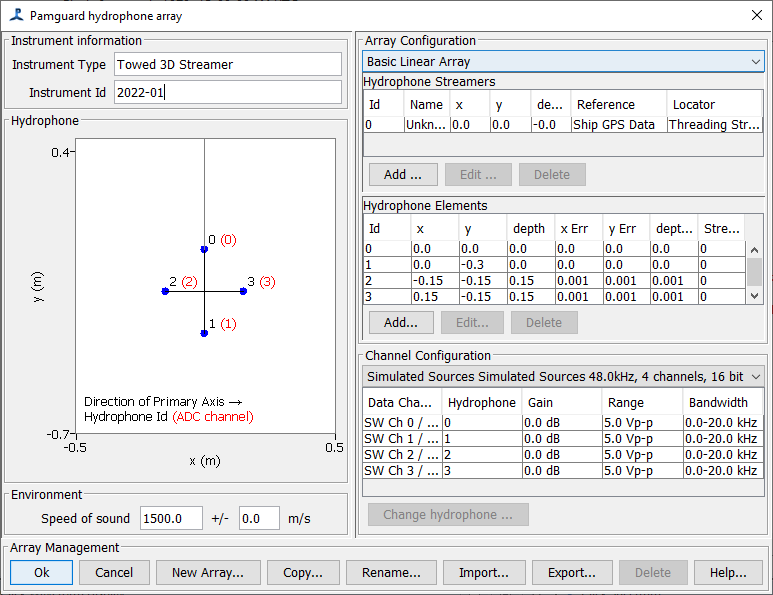 Pamguard hydrophone array
Instrument information
Instrument Type Towed 3D Streamer
Instrument Id 2022-01
Hydrophone
0.4
0 (0)
2 (2) 3 (3)
1 (1)
y (m)
Direction of Primary Axis →
Hydrophone Id (ADC channel)
-0.7
-0.5 0.5
x (m)
Environment
Speed of sound 1500.0 +/- 0.0 m/s
Array Configuration
Basic Linear Array
Hydrophone Streamers
Id Name x y de... Reference Locator
0 Unkn... 0.0 0.0 -0.0 Ship GPS Data Threading Str...
Add ... Edit ... Delete
Hydrophone Elements
Id x y depth x Err y Err dept... Stre...
0 0.0 0.0 0.0 0.0 0.0 0.0 0
1 0.0 -0.3 0.0 0.0 0.0 0.0 0
2 -0.15 -0.15 0.15 0.001 0.001 0.001 0
3 0.15 -0.15 0.15 0.001 0.001 0.001 0
Add... Edit... Delete
Channel Configuration
Simulated Sources Simulated Sources 48.0kHz, 4 channels, 16 bit
Data Cha... Hydrophone Gain Range Bandwidth
SW Ch 0 / ... 0 0.0 dB 5.0 Vp-p 0.0-20.0 kHz
SW Ch 1 / ... 1 0.0 dB 5.0 Vp-p 0.0-20.0 kHz
SW Ch 2 / ... 2 0.0 dB 5.0 Vp-p 0.0-20.0 kHz
SW Ch 3 / ... 3 0.0 dB 5.0 Vp-p 0.0-20.0 kHz
Change hydrophone ...
Array Management
Ok Cancel New Array... Copy... Rename... Import... Export... Delete Help...